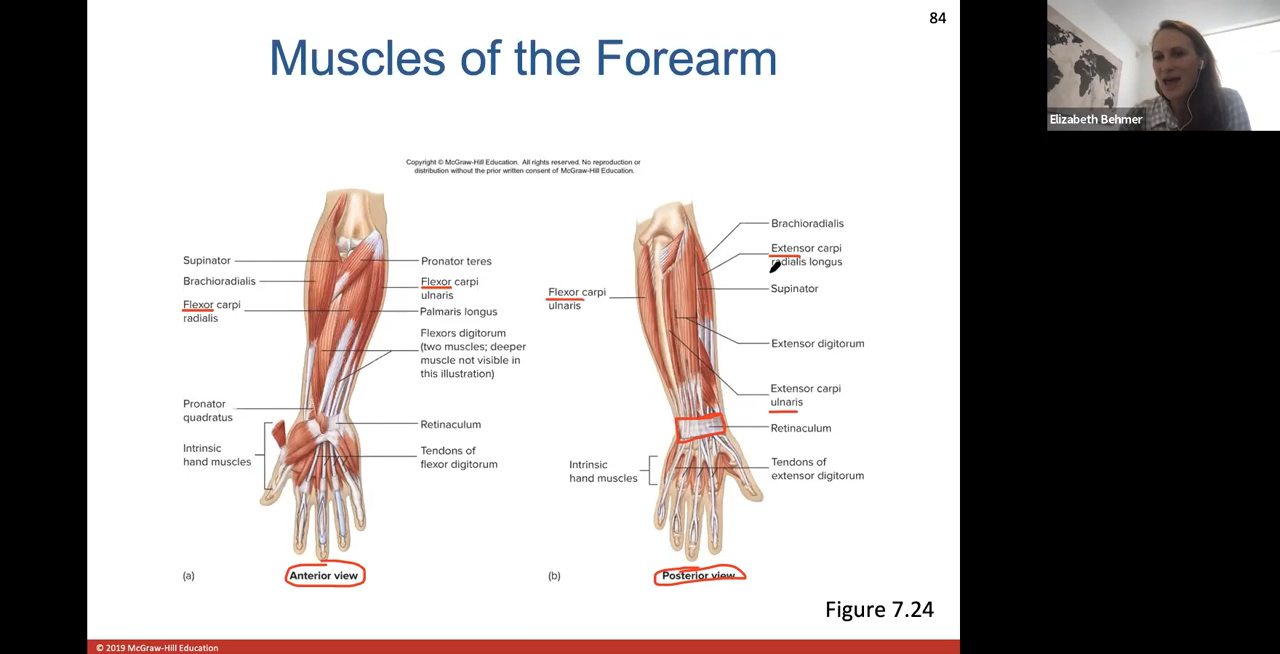 84
Muscles of the Forearm
Elizabeth Behmer
Copyright © McGraw-Hill Education. All rights reserved. No reproduction or
distribution without the prior written consent of McGraw-Hill Education.
Supinator
Brachioradialis
Flexor carpi
radialis
Pronator
quadratus
Intrinsic
hand muscles
Pronator teres
Flexor carpi
ulnaris
Palmaris longus
Flexors digitorum
(two muscles; deeper
muscle not visible in
this illustration)
Retinaculum
Tendons of
flexor digitorum
(a)
Anterior view
Flexor carpi
ulnaris
Intrinsic
hand muscles
Brachioradialis
Extensor carpi
radialis longus
Supinator
Extensor digitorum
Extensor carpi
ulnaris
Retinaculum
Tendons of
extensor digitorum
(b)
Posterior view
Figure 7.24
© 2019 McGraw-Hill Education